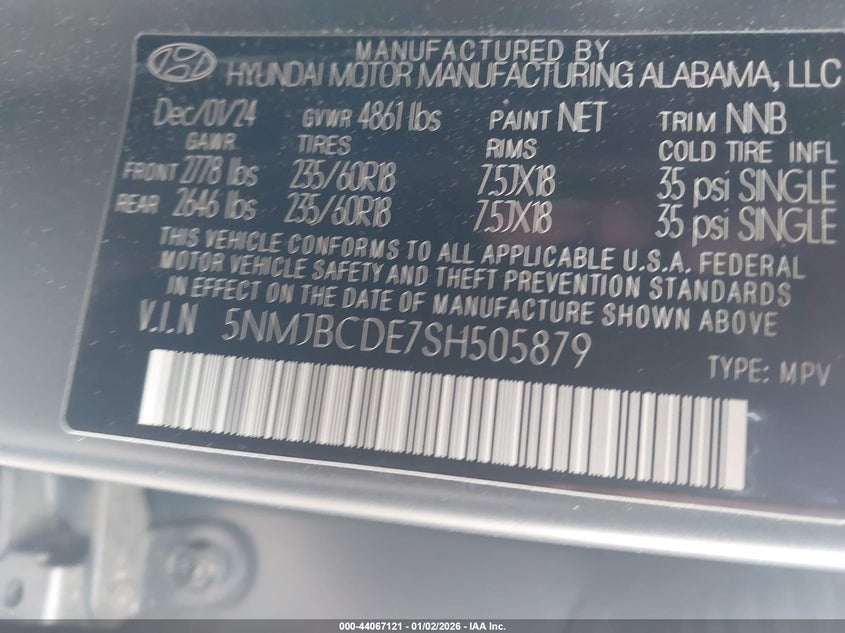 MANUFACTURED BY
HYUNDAI MOTOR MANUFACTURING ALABAMA, LLC
Dec/01/24 GVWR 4861 lbs PAINT NET TRIM NNB
GAWR TIRES RIMS COLD TIRE INFL
FRONT 2778 lbs 235/60R18 7.5JX18 35 psi SINGLE
REAR 2646 lbs 235/60R18 7.5JX18 35 psi SINGLE
THIS VEHICLE CONFORMS TO ALL APPLICABLE U.S.A. FEDERAL
MOTOR VEHICLE SAFETY AND THEFT PREVENTION STANDARDS
IN EFFECT ON THE DATE OF MANUFACTURE SHOWN ABOVE
V.I.N 5NMJBCDE7SH505879
TYPE: MPV
000-44067121 - 01/02/2026 - IAA Inc.